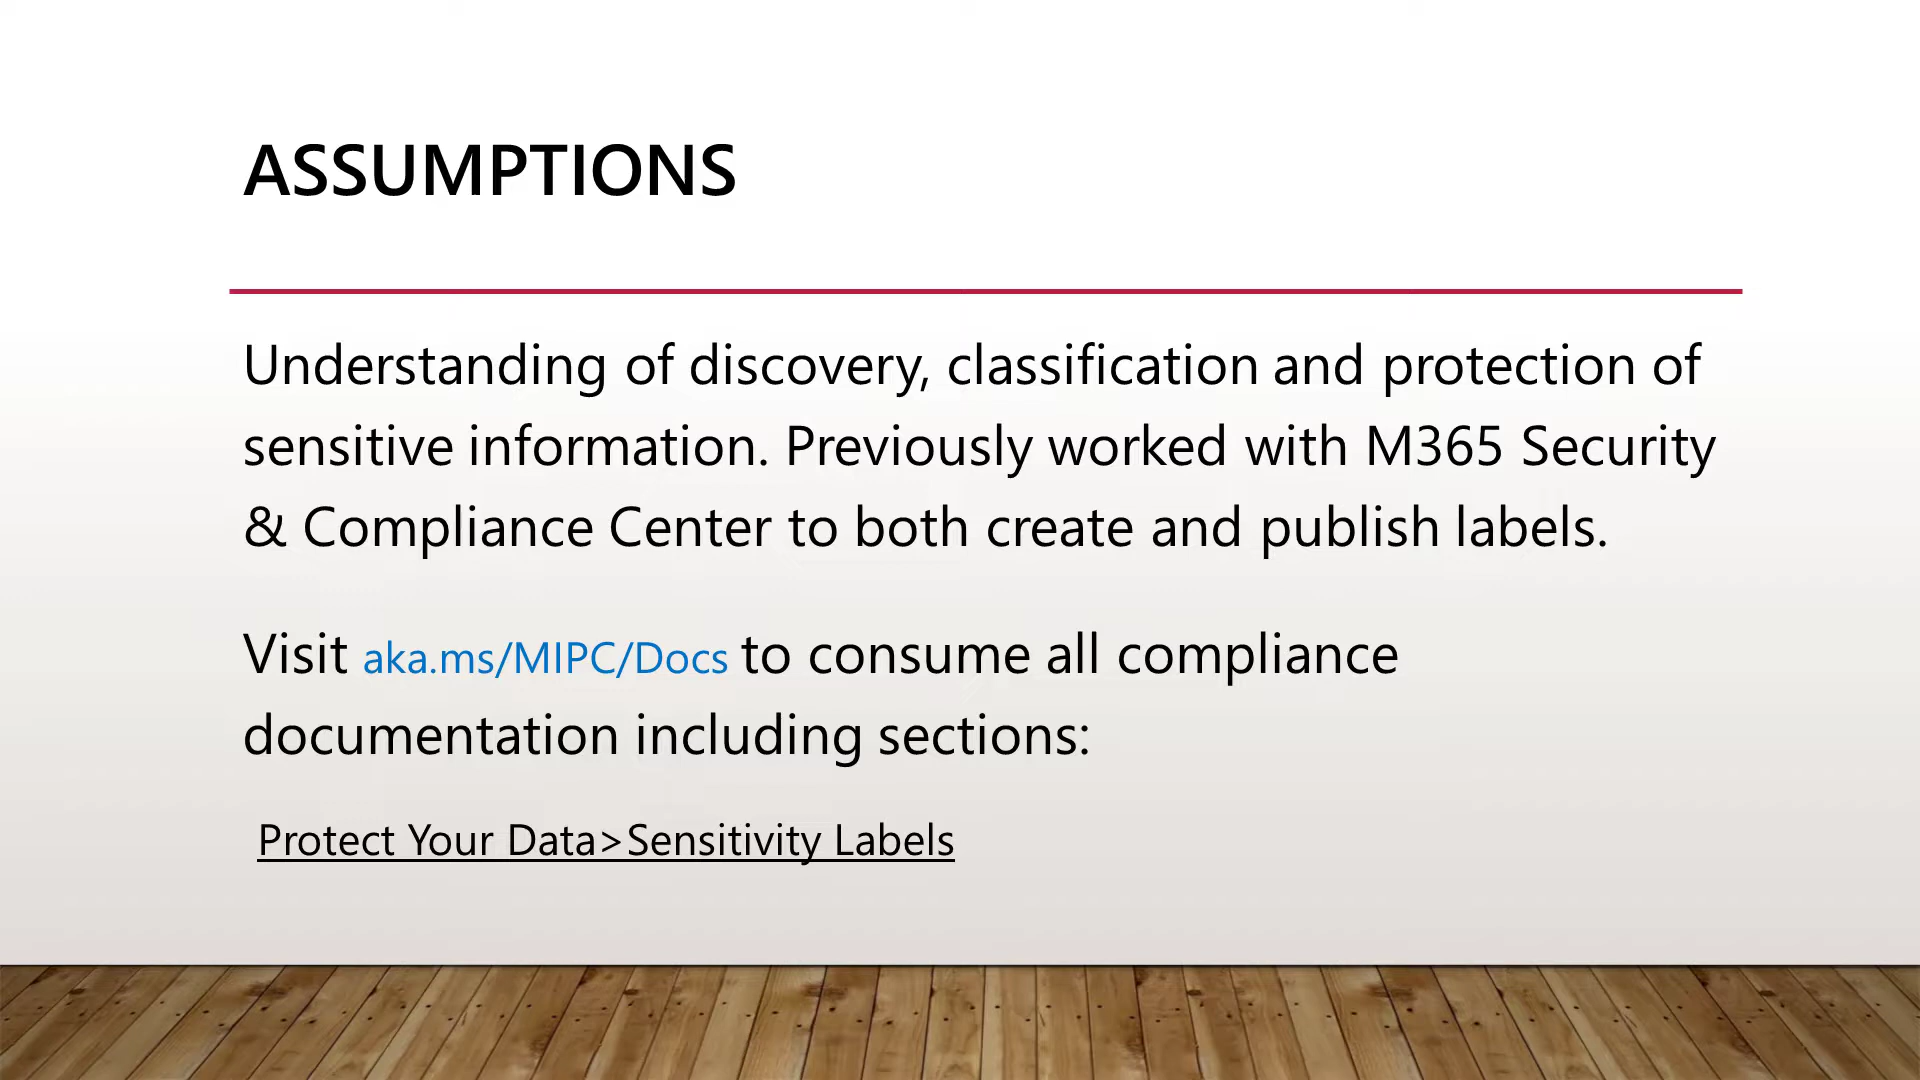 ASSUMPTIONS
Understanding of discovery, classification and protection of
sensitive information. Previously worked with M365 Security
& Compliance Center to both create and publish labels.
Visit aka.ms/MIPC/Docs to consume all compliance
documentation including sections:
Protect Your Data>Sensitivity Labels